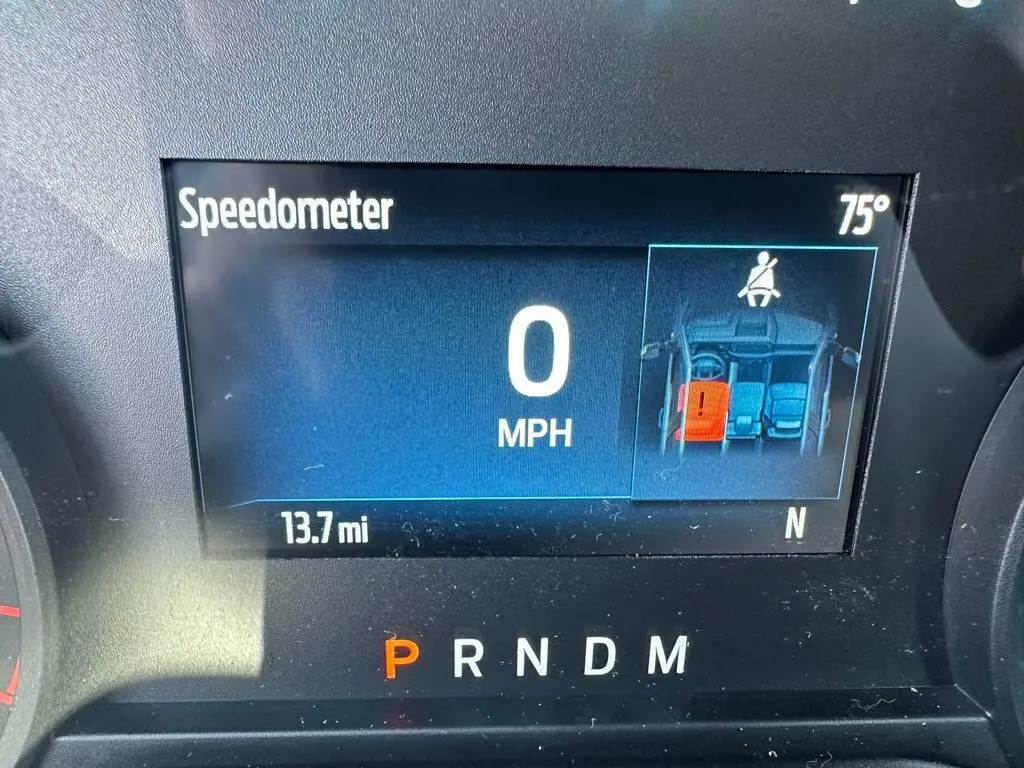 Speedometer
75°
0
MPH
!
13.7 mi
N
P R N D M